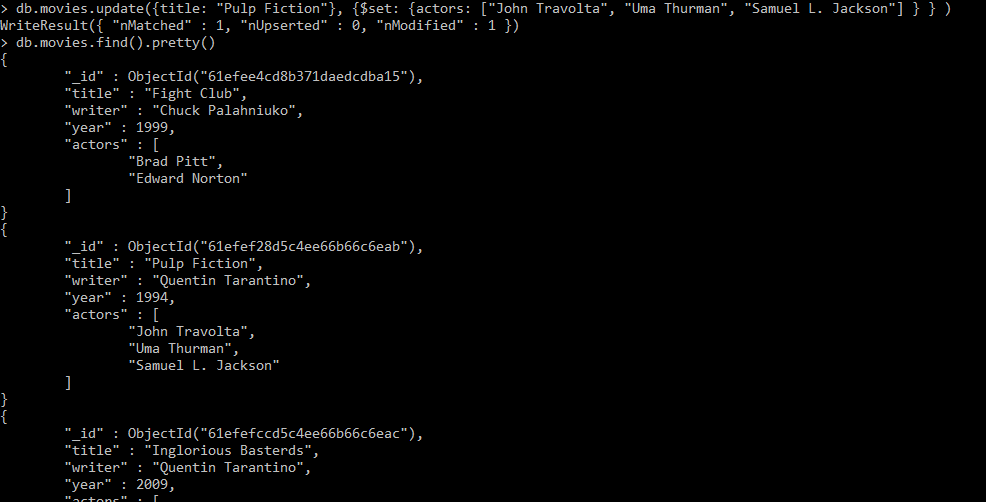 > db.movies.update({title: "Pulp Fiction"}, {$set: {actors: ["John Travolta", "Uma Thurman", "Samuel L. Jackson"] } } )
WriteResult({ "nMatched" : 1, "nUpserted" : 0, "nModified" : 1 })
> db.movies.find().pretty()
{
        "_id" : ObjectId("61efee4cd8b371daedcdba15"),
        "title" : "Fight Club",
        "writer" : "Chuck Palahniuko",
        "year" : 1999,
        "actors" : [
                "Brad Pitt",
                "Edward Norton"
        ]
}
{
        "_id" : ObjectId("61efef28d5c4ee66b66c6eab"),
        "title" : "Pulp Fiction",
        "writer" : "Quentin Tarantino",
        "year" : 1994,
        "actors" : [
                "John Travolta",
                "Uma Thurman",
                "Samuel L. Jackson"
        ]
}
{
        "_id" : ObjectId("61efefccd5c4ee66b66c6eac"),
        "title" : "Inglorious Basterds",
        "writer" : "Quentin Tarantino",
        "year" : 2009,
        "actors" : [